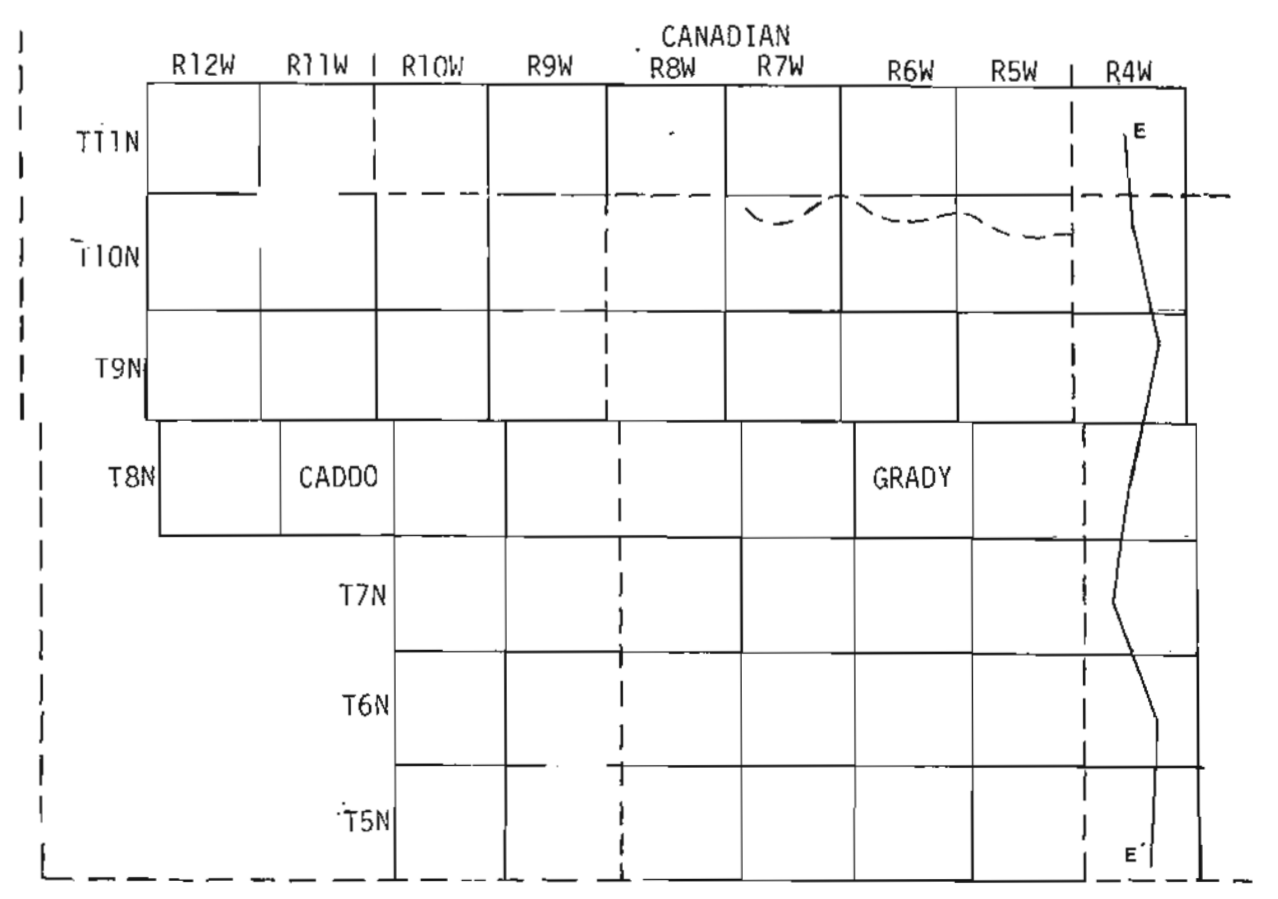 CANADIAN
R12W R11W R10W R9W R8W R7W R6W R5W R4W
T11N
E
T10N
T9N
T8N CADDO GRADY
T7N
T6N
T5N
E'